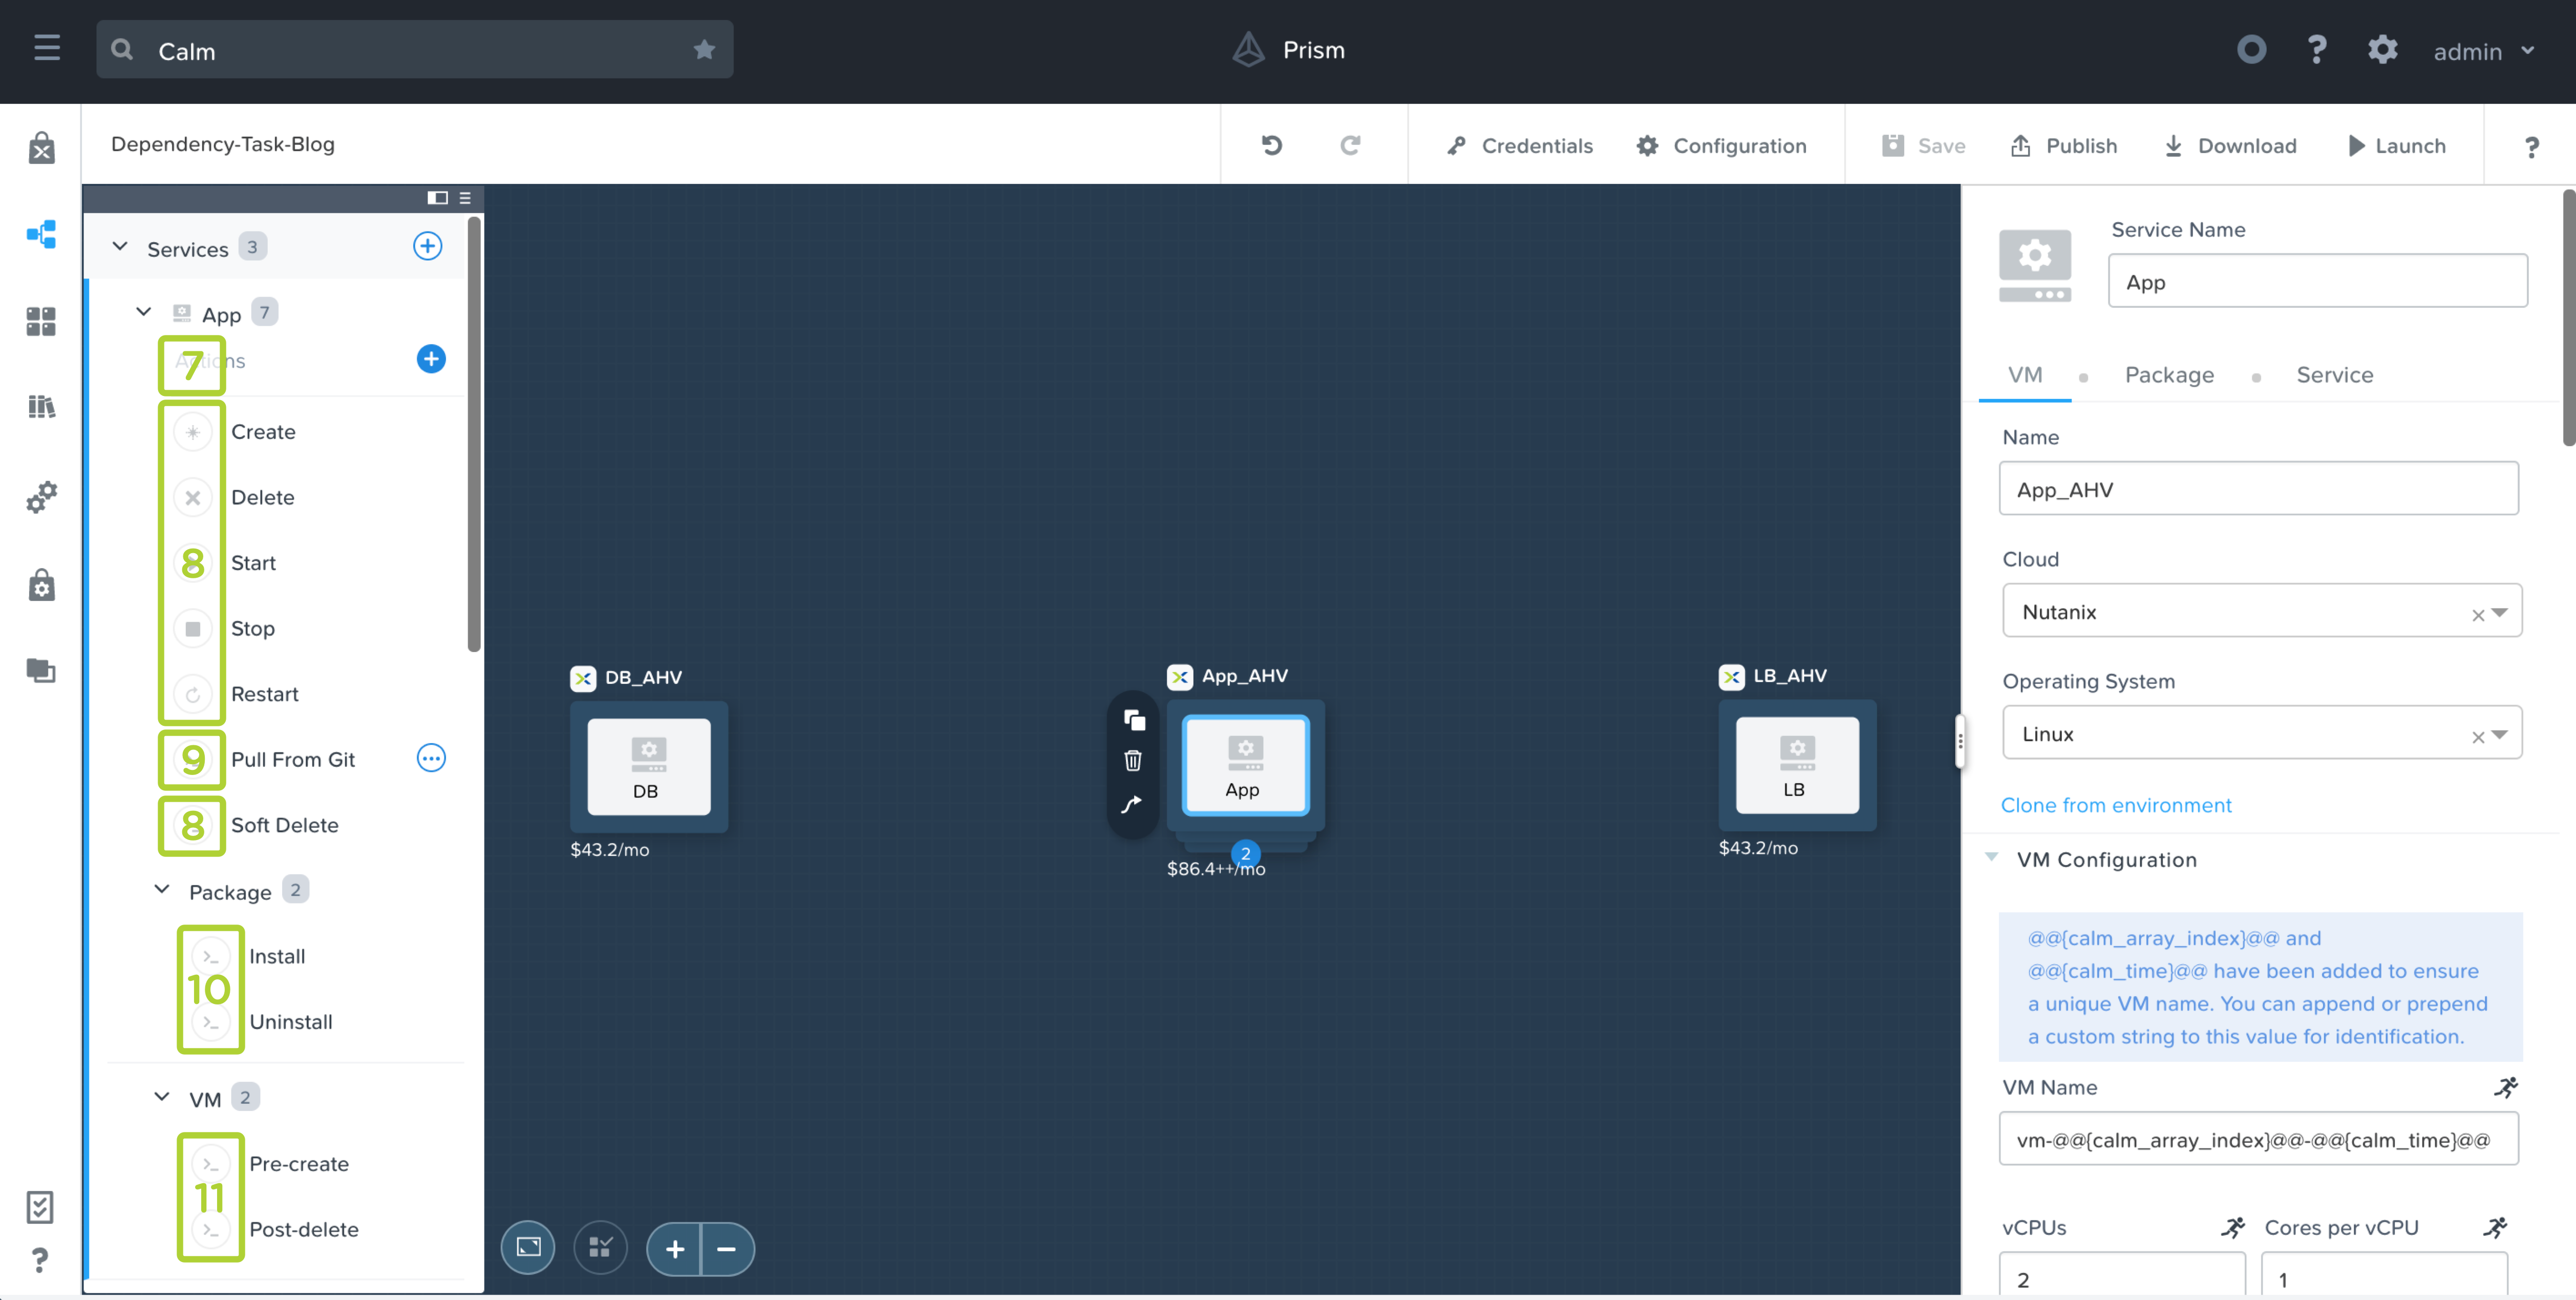 Calm
Prism
admin
Dependency-Task-Blog
Credentials
Configuration
Save
Publish
Download
Launch
?
Services 3
App 7
Actions
7
Create
Delete
8
Start
Stop
Restart
9
Pull From Git
8
Soft Delete
Package 2
Install
10
Uninstall
VM 2
Pre-create
11
Post-delete
DB_AHV
DB
$43.2/mo
App_AHV
App
2
$86.4++/mo
LB_AHV
LB
$43.2/mo
Service Name
App
VM
Package
Service
Name
App_AHV
Cloud
Nutanix
Operating System
Linux
Clone from environment
VM Configuration
@@{calm_array_index}@@ and
@@{calm_time}@@ have been added to ensure
a unique VM name. You can append or prepend
a custom string to this value for identification.
VM Name
vm-@@{calm_array_index}@@-@@{calm_time}@@
vCPUs
Cores per vCPU
2
1